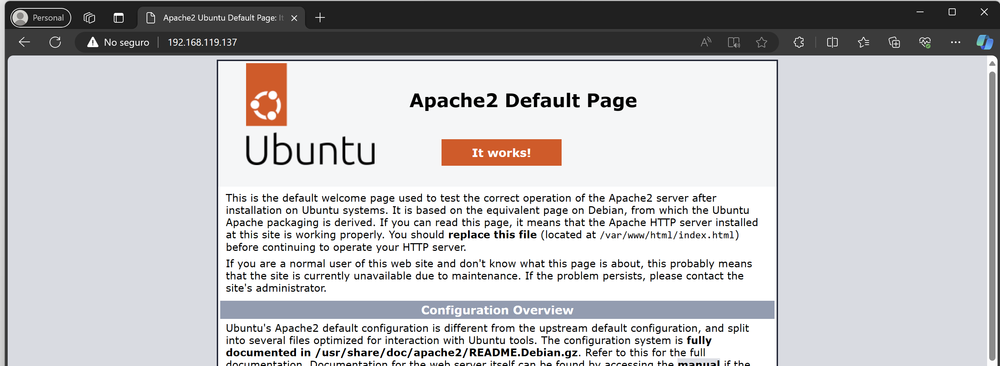 Personal
Apache2 Ubuntu Default Page: It
No seguro
192.168.119.137
Apache2 Default Page
Ubuntu
It works!
This is the default welcome page used to test the correct operation of the Apache2 server after
installation on Ubuntu systems. It is based on the equivalent page on Debian, from which the Ubuntu
Apache packaging is derived. If you can read this page, it means that the Apache HTTP server installed
at this site is working properly. You should replace this file (located at /var/www/html/index.html)
before continuing to operate your HTTP server.
If you are a normal user of this web site and don't know what this page is about, this probably means
that the site is currently unavailable due to maintenance. If the problem persists, please contact the
site's administrator.
Configuration Overview
Ubuntu's Apache2 default configuration is different from the upstream default configuration, and split
into several files optimized for interaction with Ubuntu tools. The configuration system is fully
documented in /usr/share/doc/apache2/README.Debian.gz. Refer to this for the full
documentation. Documentation for the web server itself can be found by accessing the manual if the